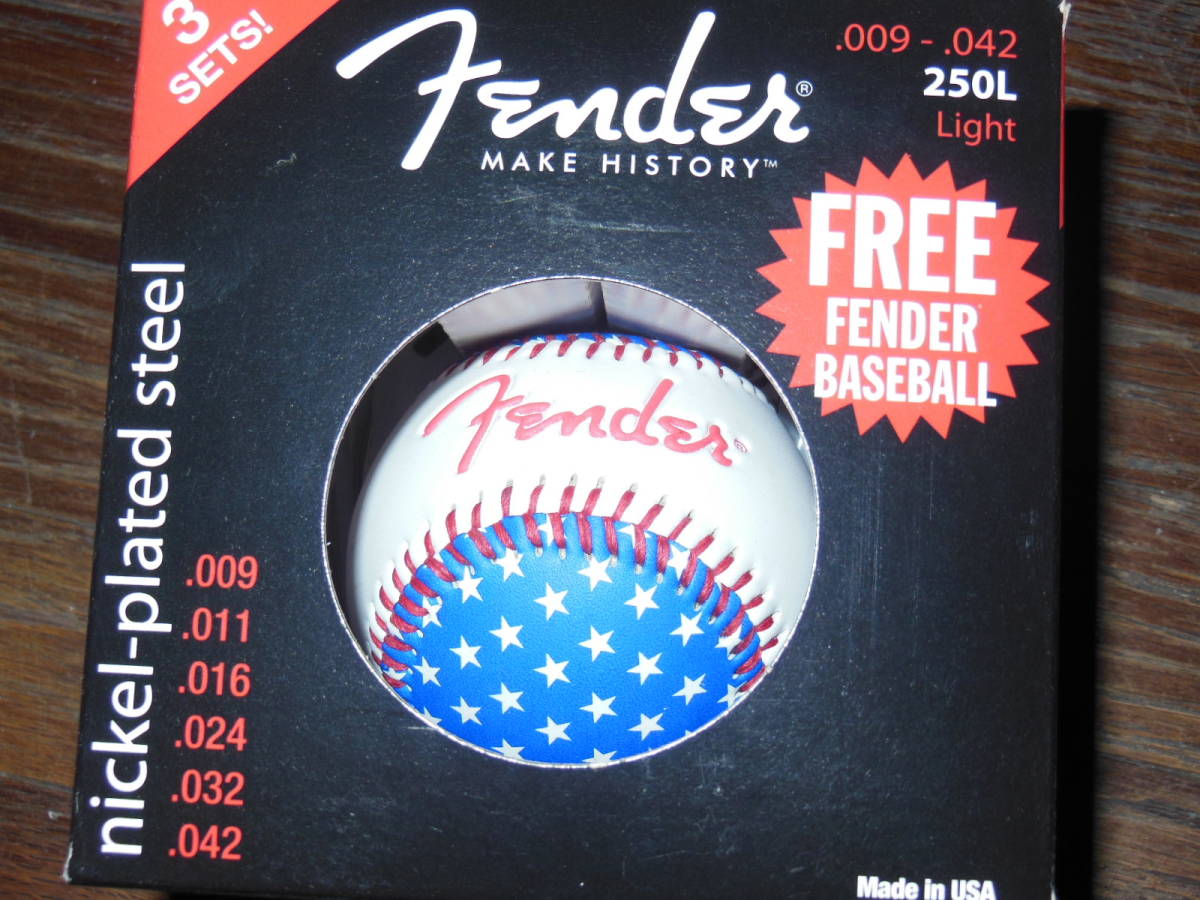 3
SETS!
Fender®
MAKE HISTORY™
.009 - .042
250L
Light
FREE
FENDER
BASEBALL
Fender®
nickel-plated steel
.009
.011
.016
.024
.032
.042
Made in USA